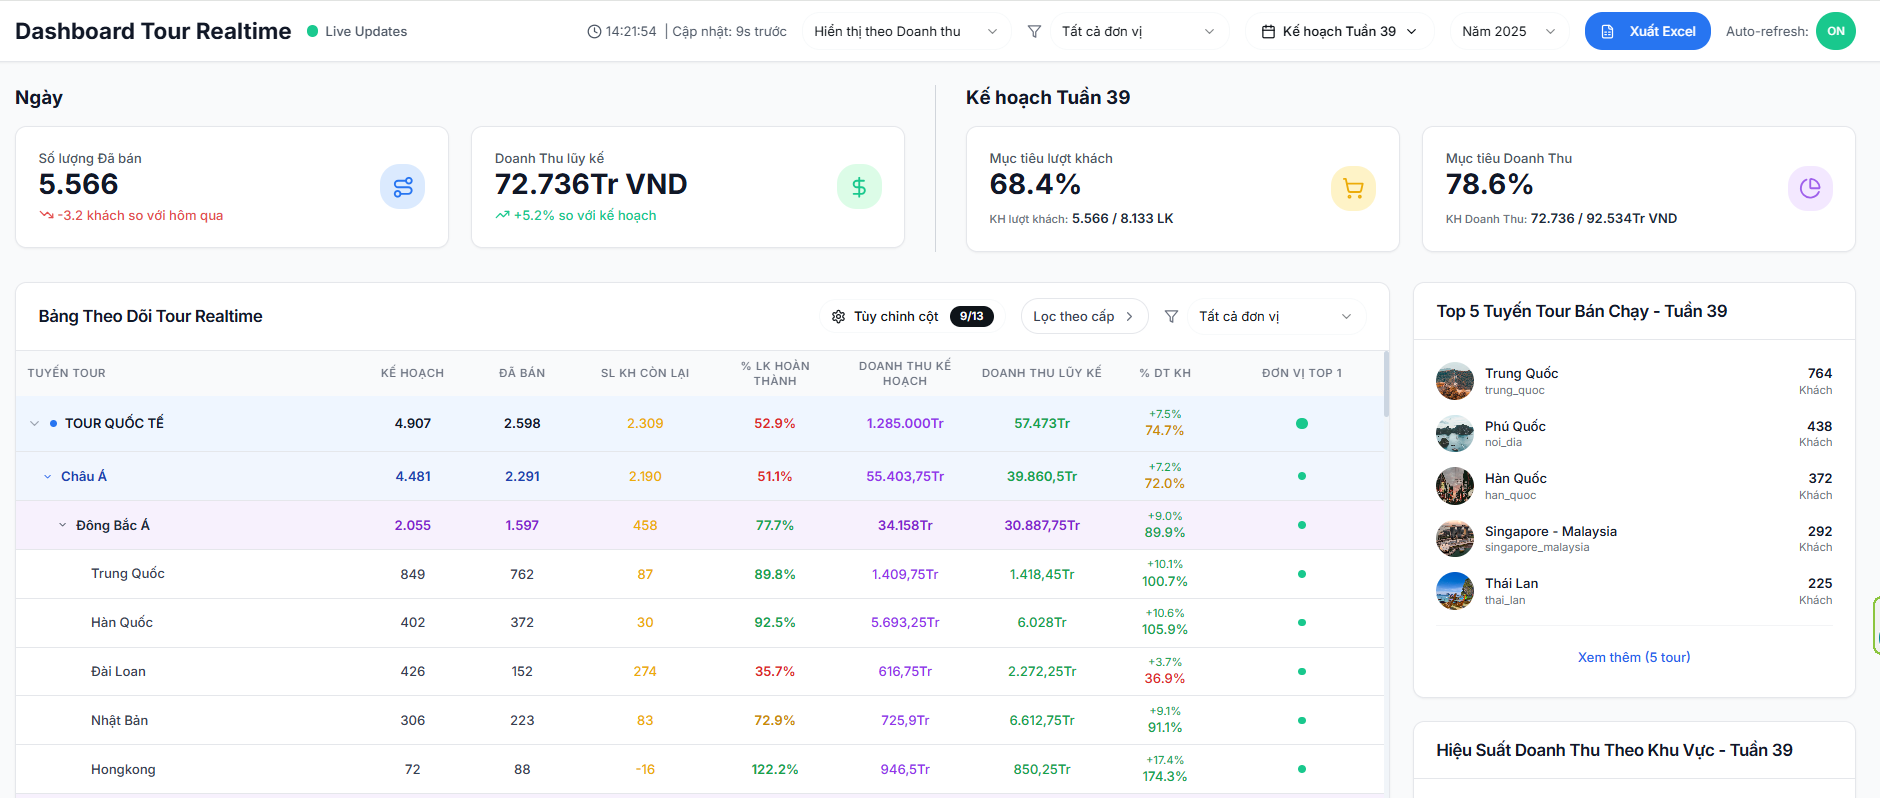 Dashboard Tour Realtime
Live Updates
14:21:54 | Cập nhật: 9s trước
Hiển thị theo Doanh thu
Tất cả đơn vị
Kế hoạch Tuần 39
Năm 2025
Xuất Excel
Auto-refresh: ON
Ngày
Số lượng Đã bán
5.566
-3.2 khách so với hôm qua
Doanh Thu lũy kế
72.736Tr VND
+5.2% so với kế hoạch
Kế hoạch Tuần 39
Mục tiêu lượt khách
68.4%
KH lượt khách: 5.566 / 8.133 LK
Mục tiêu Doanh Thu
78.6%
KH Doanh Thu: 72.736 / 92.534Tr VND
Bảng Theo Dõi Tour Realtime
Tùy chỉnh cột 9/13
Lọc theo cấp
Tất cả đơn vị
TUYẾN TOUR KẾ HOẠCH ĐÃ BÁN SL KH CÒN LẠI % LK HOÀN THÀNH DOANH THU KẾ HOẠCH DOANH THU LŨY KẾ % DT KH ĐƠN VỊ TOP 1
TOUR QUỐC TẾ 4.907 2.598 2.309 52.9% 1.285.000Tr 57.473Tr +7.5% 74.7%
Châu Á 4.481 2.291 2.190 51.1% 55.403,75Tr 39.860,5Tr +7.2% 72.0%
Đông Bắc Á 2.055 1.597 458 77.7% 34.158Tr 30.887,75Tr +9.0% 89.9%
Trung Quốc 849 762 87 89.8% 1.409,75Tr 1.418,45Tr +10.1% 100.7%
Hàn Quốc 402 372 30 92.5% 5.693,25Tr 6.028Tr +10.6% 105.9%
Đài Loan 426 152 274 35.7% 616,75Tr 2.272,25Tr +3.7% 36.9%
Nhật Bản 306 223 83 72.9% 725,9Tr 6.612,75Tr +9.1% 91.1%
Hongkong 72 88 -16 122.2% 946,5Tr 850,25Tr +17.4% 174.3%
Top 5 Tuyến Tour Bán Chạy - Tuần 39
Trung Quốc 764
trung_quoc Khách
Phú Quốc 438
noi_dia Khách
Hàn Quốc 372
han_quoc Khách
Singapore - Malaysia 292
singapore_malaysia Khách
Thái Lan 225
thai_lan Khách
Xem thêm (5 tour)
Hiệu Suất Doanh Thu Theo Khu Vực - Tuần 39